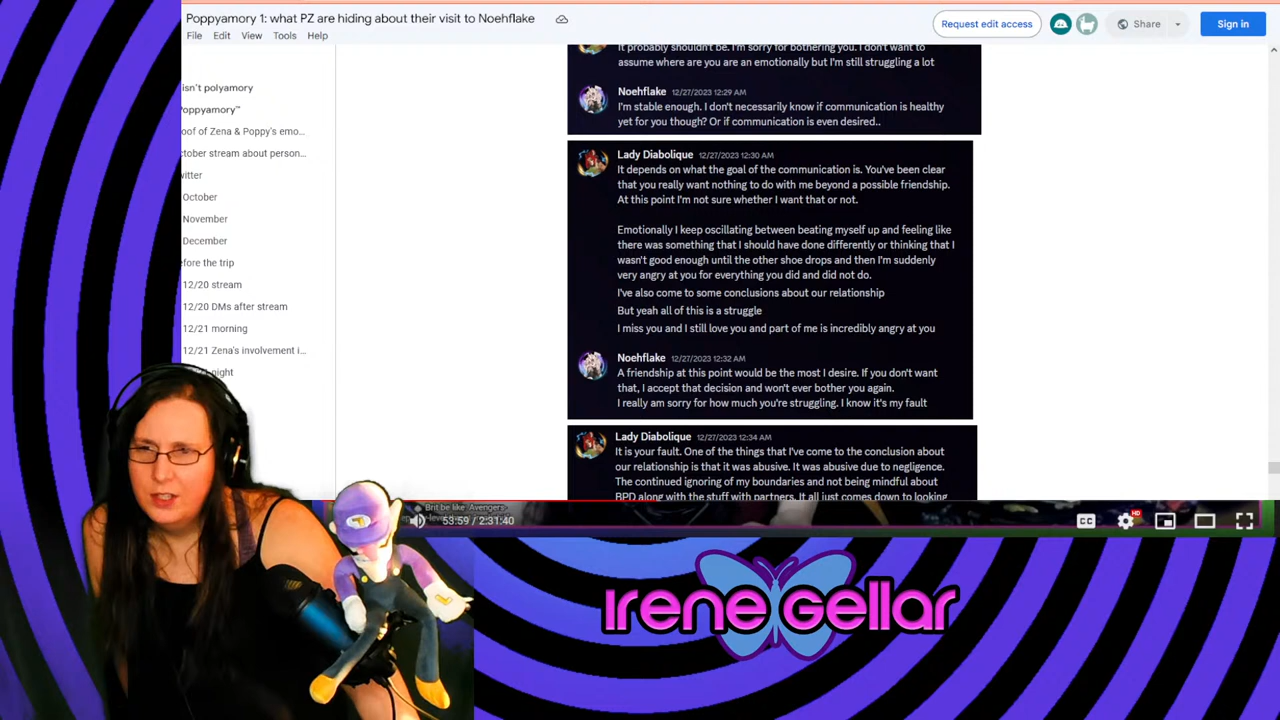 Poppyamory 1: what PZ are hiding about their visit to Noehflake
File Edit View Tools Help
Request edit access
Share
Sign in
isn't polyamory
Poppyamory™
oof of Zena & Poppy's emo...
ctober stream about person...
witter
October
November
December
efore the trip
12/20 stream
12/20 DMs after stream
12/21 morning
12/21 Zena's involvement i...
night
It probably shouldn't be. I'm sorry for bothering you. I don't want to
assume where are you are an emotionally but I'm still struggling a lot
Noehflake 12/27/2023 12:29 AM
I'm stable enough. I don't necessarily know if communication is healthy
yet for you though? Or if communication is even desired..
Lady Diabolique 12/27/2023 12:30 AM
It depends on what the goal of the communication is. You've been clear
that you really want nothing to do with me beyond a possible friendship.
At this point I'm not sure whether I want that or not.
Emotionally I keep oscillating between beating myself up and feeling like
there was something that I should have done differently or thinking that I
wasn't good enough until the other shoe drops and then I'm suddenly
very angry at you for everything you did and did not do.
I've also come to some conclusions about our relationship
But yeah all of this is a struggle
I miss you and I still love you and part of me is incredibly angry at you
Noehflake 12/27/2023 12:32 AM
A friendship at this point would be the most I desire. If you don't want
that, I accept that decision and won't ever bother you again.
I really am sorry for how much you're struggling. I know it's my fault
Lady Diabolique 12/27/2023 12:34 AM
It is your fault. One of the things that I've come to the conclusion about
our relationship is that it was abusive. It was abusive due to negligence.
The continued ignoring of my boundaries and not being mindful about
BPD along with the stuff with partners. It all just comes down to looking
Brit be like, Avengers
53:59 / 2:31:40
CC
HD
Irene Gellar